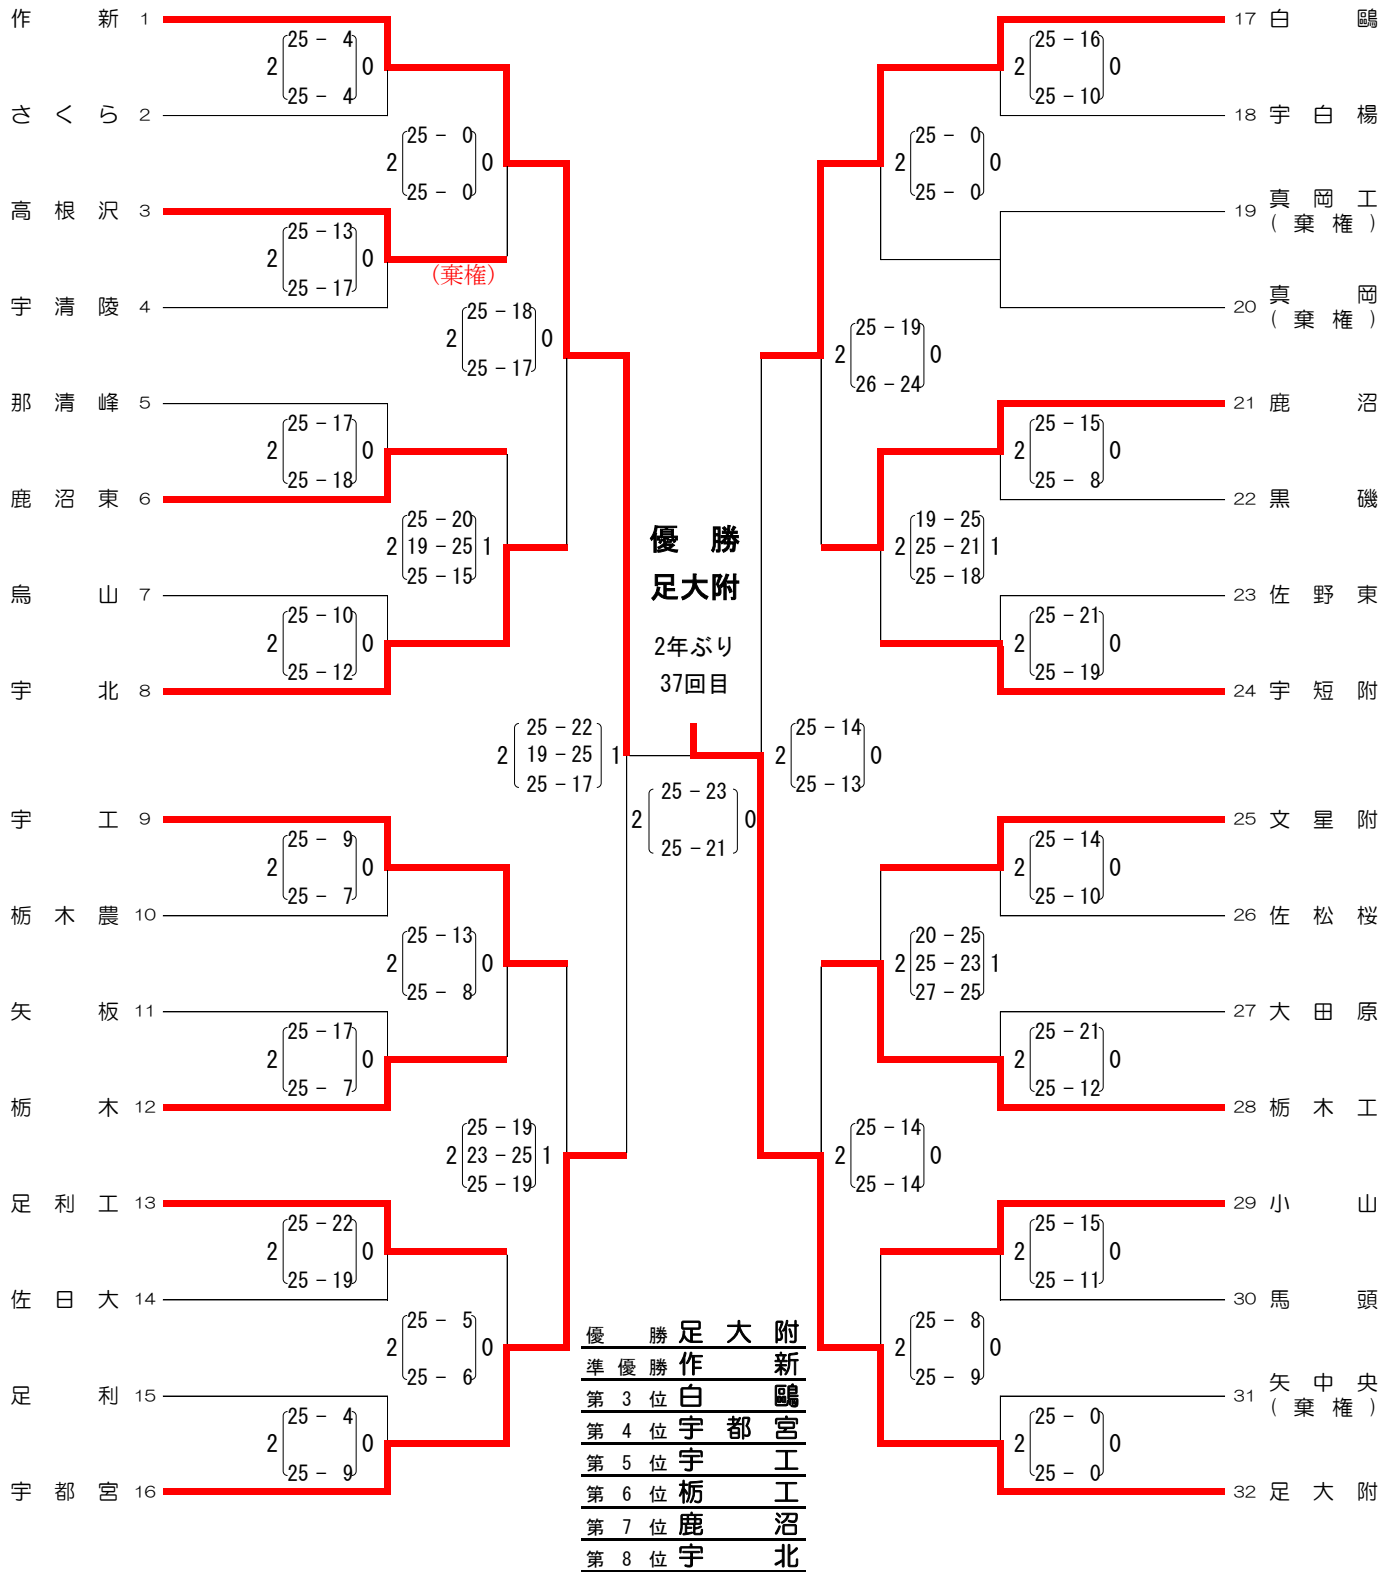 作新 1
25 - 4
2 0
25 - 4
さくら 2
25 - 0
2 0
25 - 0
高根沢 3
25 - 13
2 0
25 - 17
(棄権)
宇清陵 4
25 - 18
2 0
25 - 17
那清峰 5
25 - 17
2 0
25 - 18
鹿沼東 6
25 - 20
2 19 - 25 1
25 - 15
烏山 7
25 - 10
2 0
25 - 12
宇北 8
25 - 22
2 19 - 25 1
25 - 17
宇工 9
25 - 9
2 0
25 - 7
栃木農 10
25 - 13
2 0
25 - 8
矢板 11
25 - 17
2 0
25 - 7
栃木 12
25 - 19
2 23 - 25 1
25 - 19
足利工 13
25 - 22
2 0
25 - 19
佐日大 14
25 - 5
2 0
25 - 6
足利 15
25 - 4
2 0
25 - 9
宇都宮 16
優勝
足大附
2年ぶり
37回目
25 - 23
2 0
25 - 21
17 白鷗
25 - 16
2 0
25 - 10
18 宇白楊
25 - 0
2 0
25 - 0
19 真岡工
(棄権)
20 真岡
(棄権)
25 - 19
2 0
26 - 24
21 鹿沼
25 - 15
2 0
25 - 8
22 黒磯
19 - 25
2 25 - 21 1
25 - 18
23 佐野東
25 - 21
2 0
25 - 19
24 宇短附
25 - 14
2 0
25 - 13
25 文星附
25 - 14
2 0
25 - 10
26 佐松桜
20 - 25
2 25 - 23 1
27 - 25
27 大田原
25 - 21
2 0
25 - 12
28 栃木工
25 - 14
2 0
25 - 14
29 小山
25 - 15
2 0
25 - 11
30 馬頭
25 - 8
2 0
25 - 9
31 矢中央
(棄権)
25 - 0
2 0
25 - 0
32 足大附
優勝 足大附
準優勝 作新
第3位 白鷗
第4位 宇都宮
第5位 宇工
第6位 栃工
第7位 鹿沼
第8位 宇北